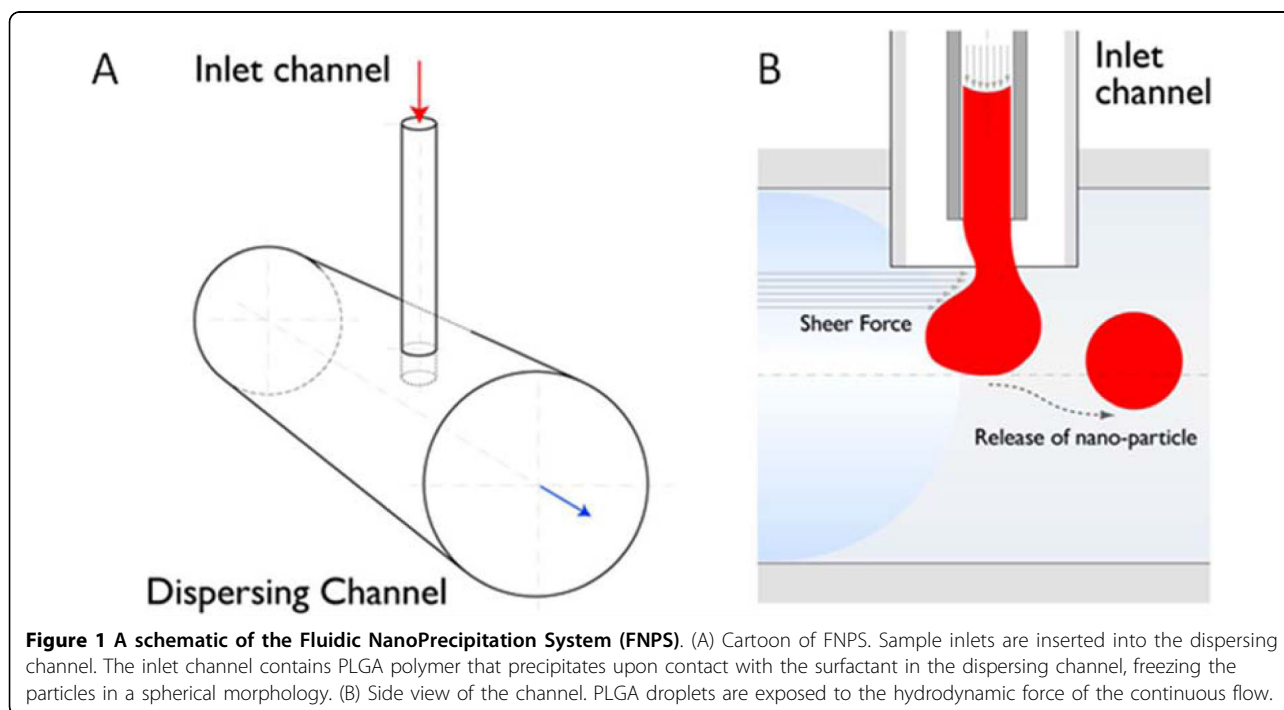 A
Inlet channel
Dispersing Channel
B
Inlet
channel
Sheer Force
Release of nano-particle
Figure 1 A schematic of the Fluidic NanoPrecipitation System (FNPS). (A) Cartoon of FNPS. Sample inlets are inserted into the dispersing
channel. The inlet channel contains PLGA polymer that precipitates upon contact with the surfactant in the dispersing channel, freezing the
particles in a spherical morphology. (B) Side view of the channel. PLGA droplets are exposed to the hydrodynamic force of the continuous flow.